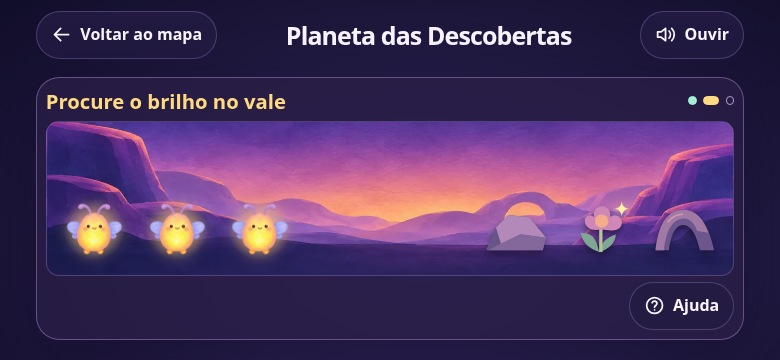 Voltar ao mapa
Planeta das Descobertas
Ouvir
Procure o brilho no vale
Ajuda